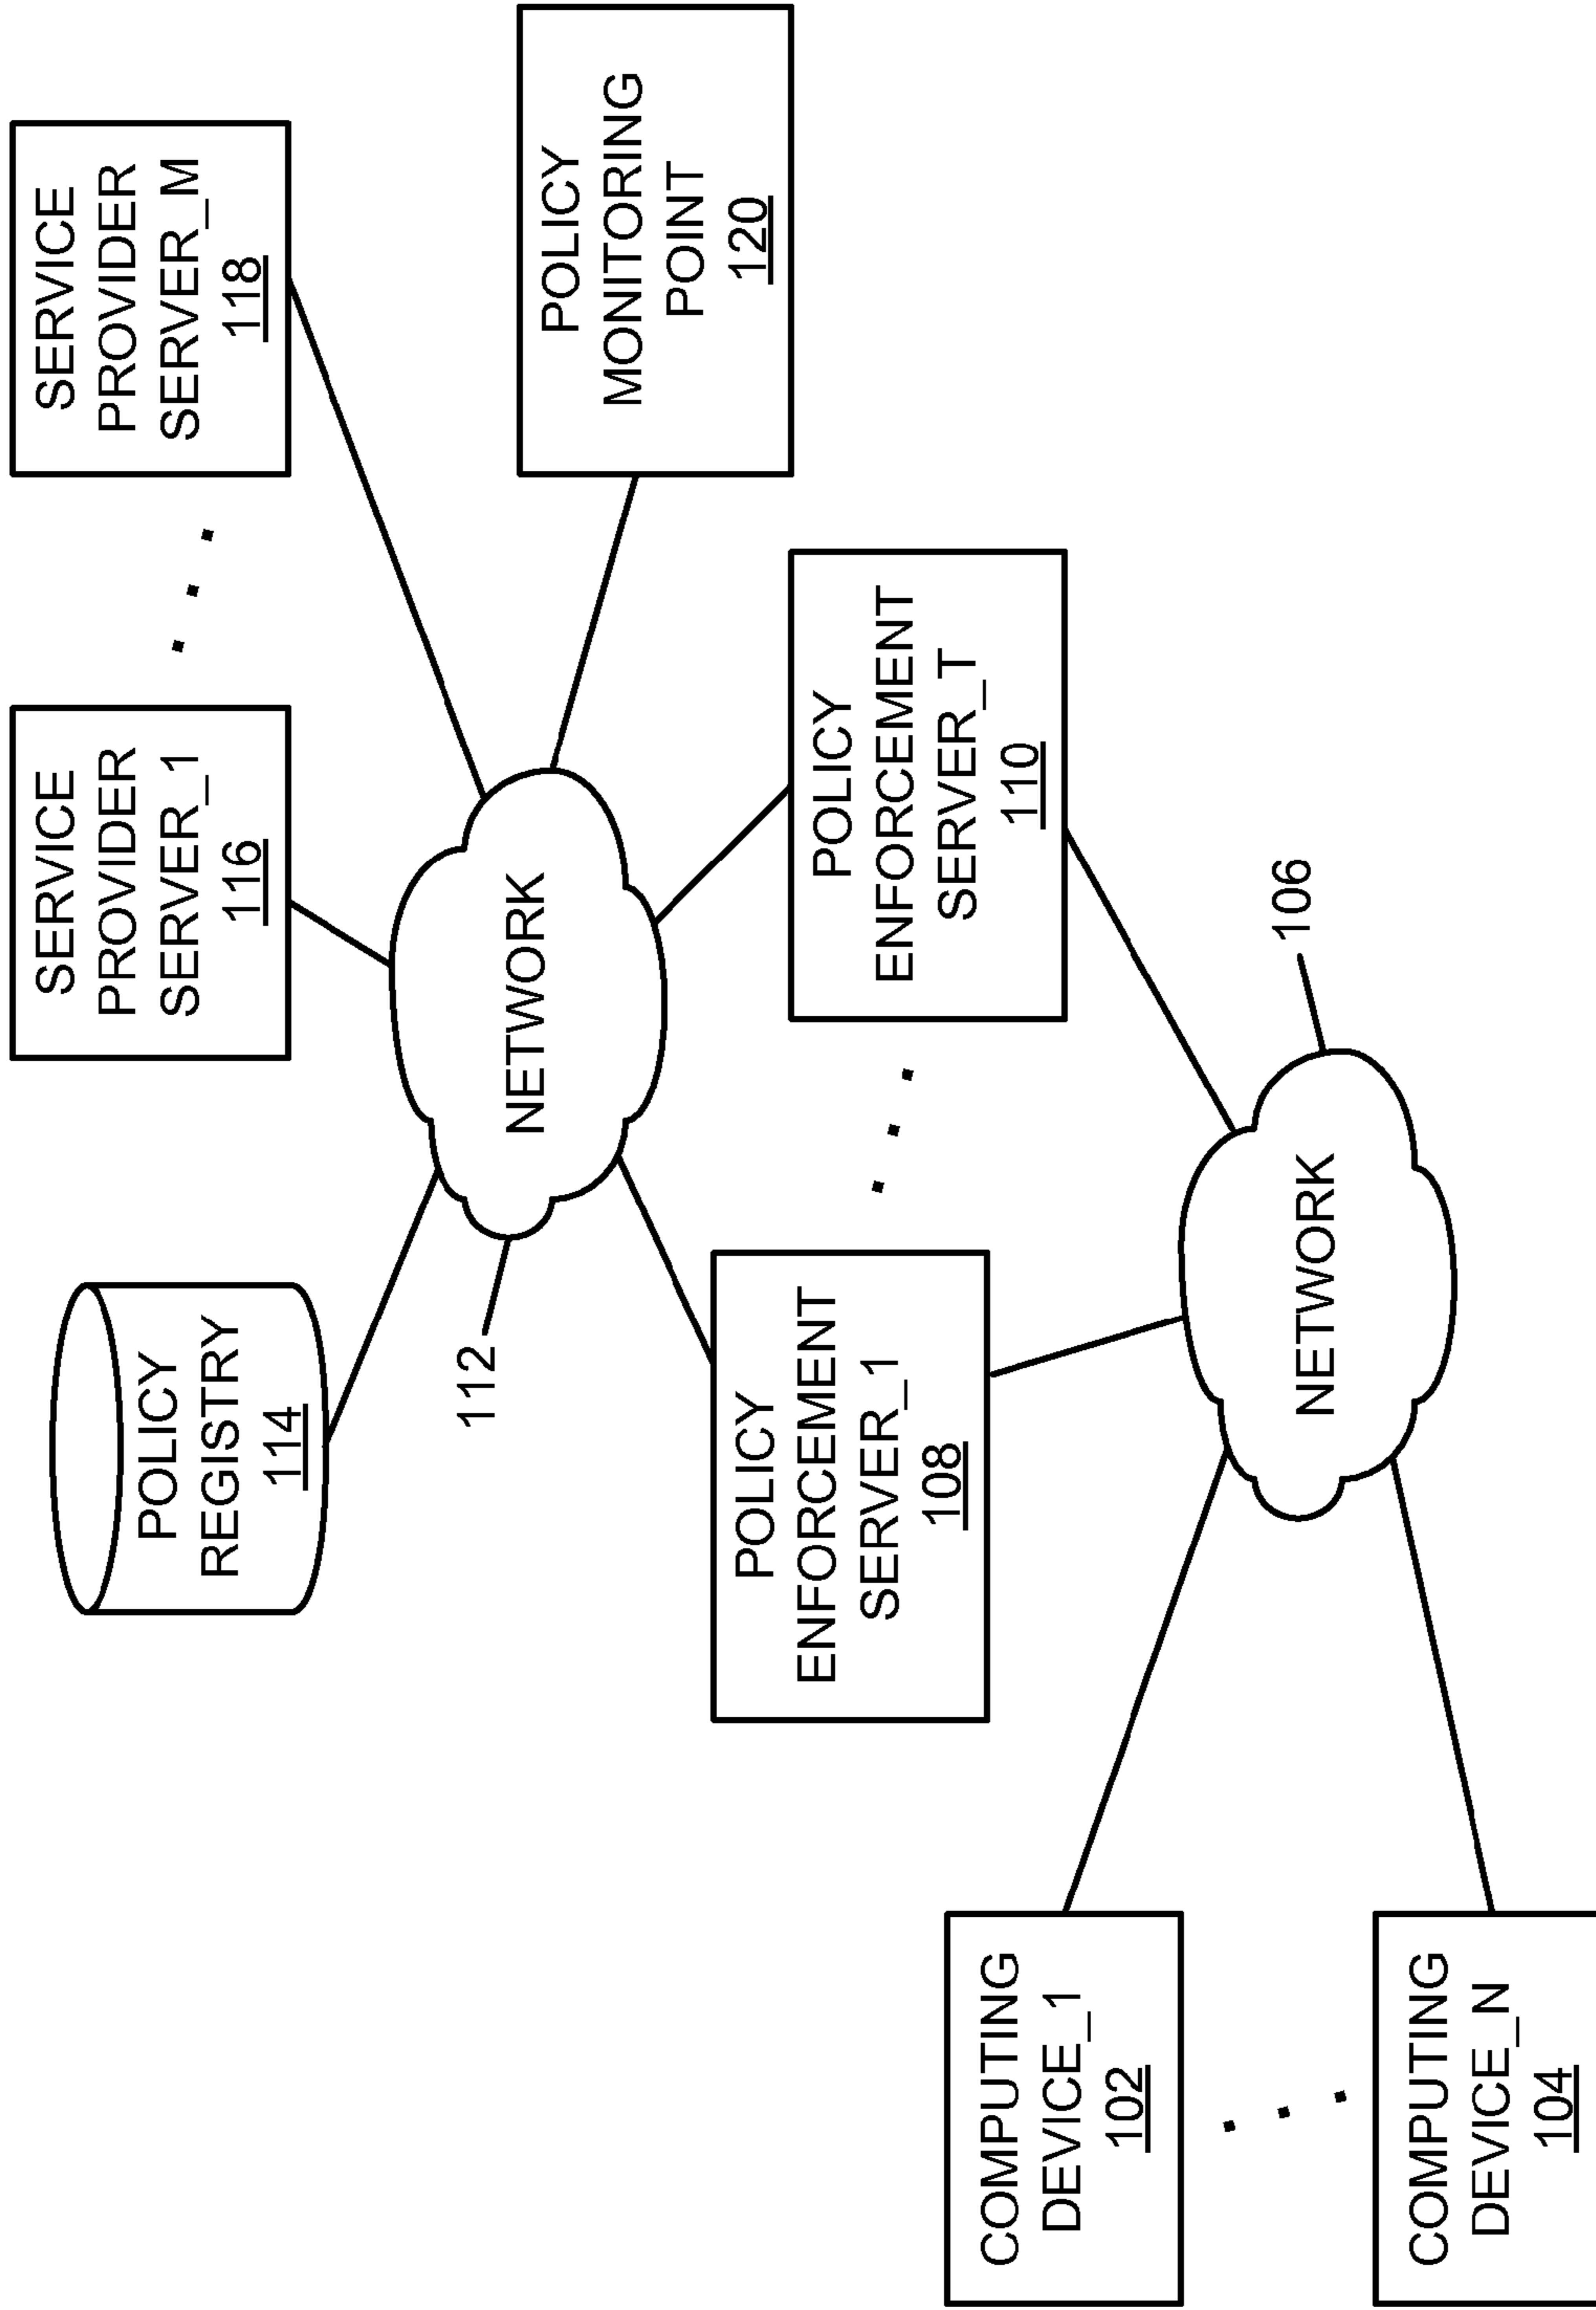 POLICY
REGISTRY
114
SERVICE
PROVIDER
SERVER_1
116
SERVICE
PROVIDER
SERVER_M
118
112
NETWORK
POLICY
MONITORING
POINT
120
POLICY
ENFORCEMENT
SERVER_1
108
POLICY
ENFORCEMENT
SERVER_T
110
COMPUTING
DEVICE_1
102
NETWORK
106
COMPUTING
DEVICE_N
104